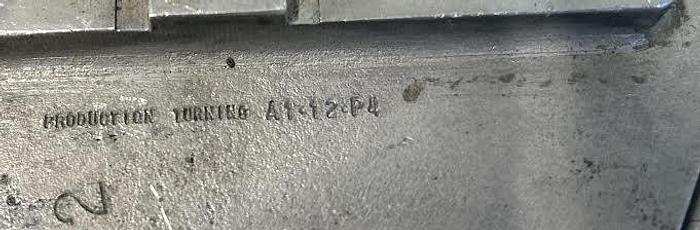 PRODUCTION TURNING A1-12-P4
2